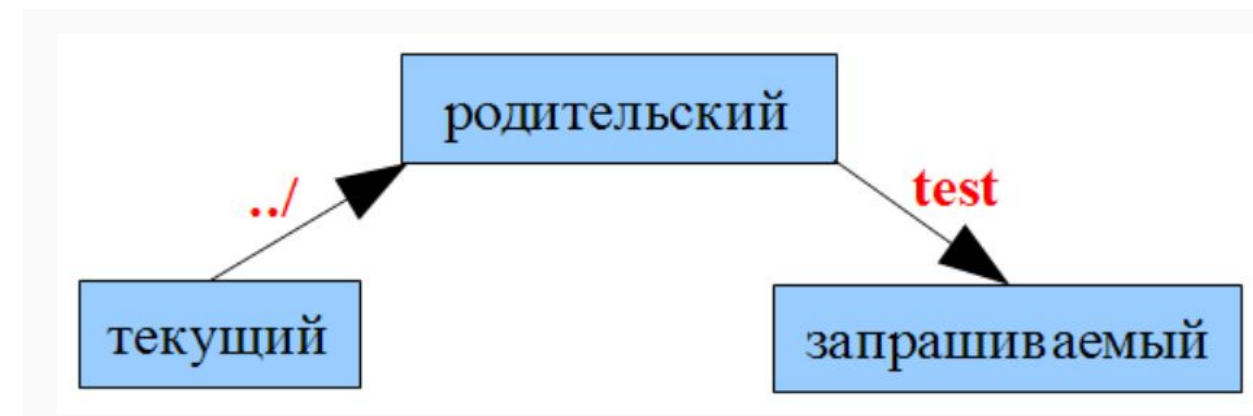 родительский
../
test
текущий
запрашиваемый